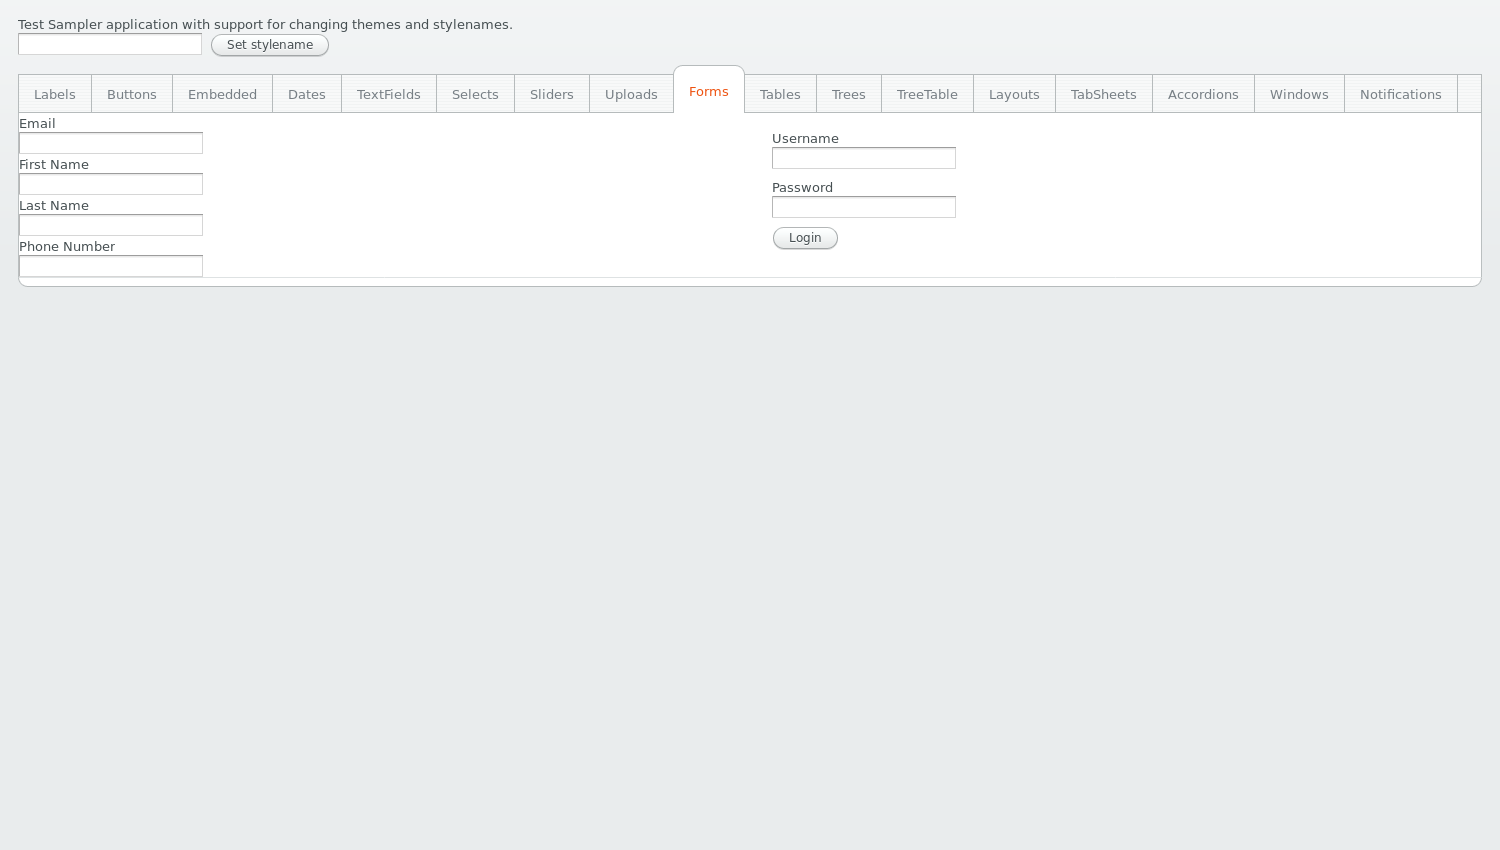 Test Sampler application with support for changing themes and stylenames.
Set stylename
Labels Buttons Embedded Dates TextFields Selects Sliders Uploads Forms Tables Trees TreeTable Layouts TabSheets Accordions Windows Notifications
Email
First Name
Last Name
Phone Number
Username
Password
Login